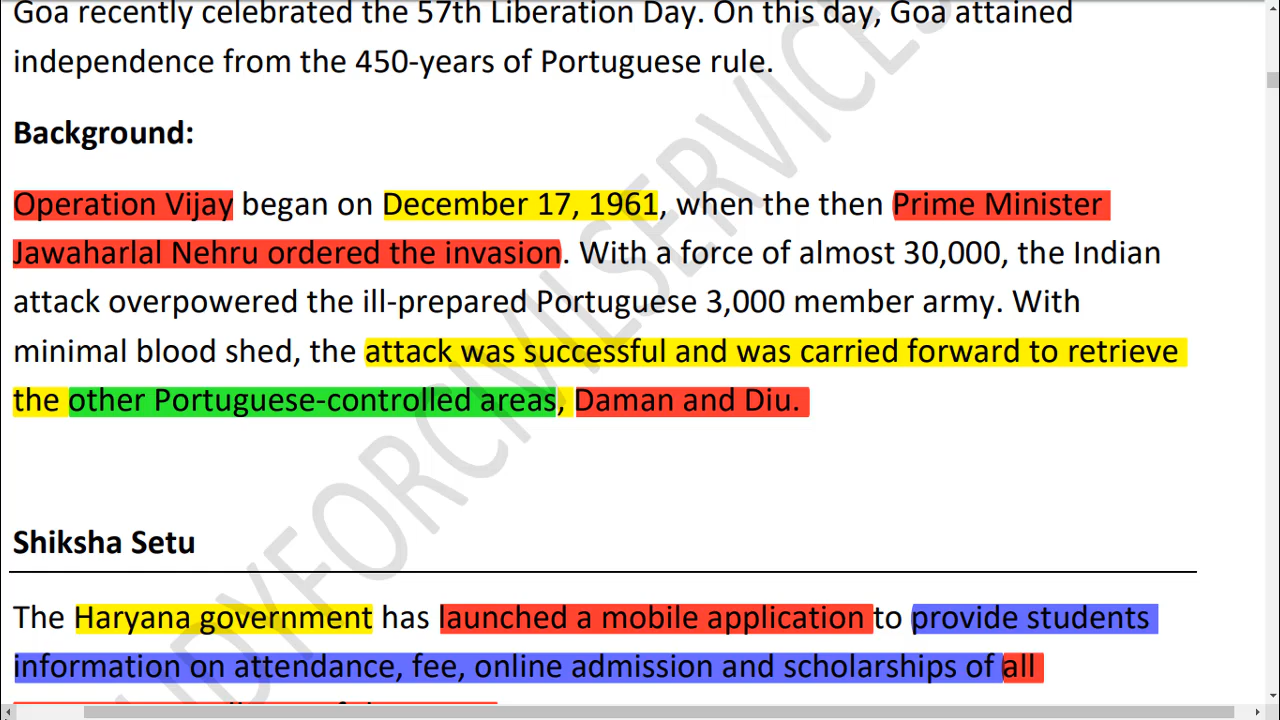 Goa recently celebrated the 57th Liberation Day. On this day, Goa attained
independence from the 450-years of Portuguese rule.
Background:
Operation Vijay began on December 17, 1961, when the then Prime Minister
Jawaharlal Nehru ordered the invasion. With a force of almost 30,000, the Indian
attack overpowered the ill-prepared Portuguese 3,000 member army. With
minimal blood shed, the attack was successful and was carried forward to retrieve
the other Portuguese-controlled areas, Daman and Diu.
Shiksha Setu
The Haryana government has launched a mobile application to provide students
information on attendance, fee, online admission and scholarships of all
UDYFORCIVILSERVICES